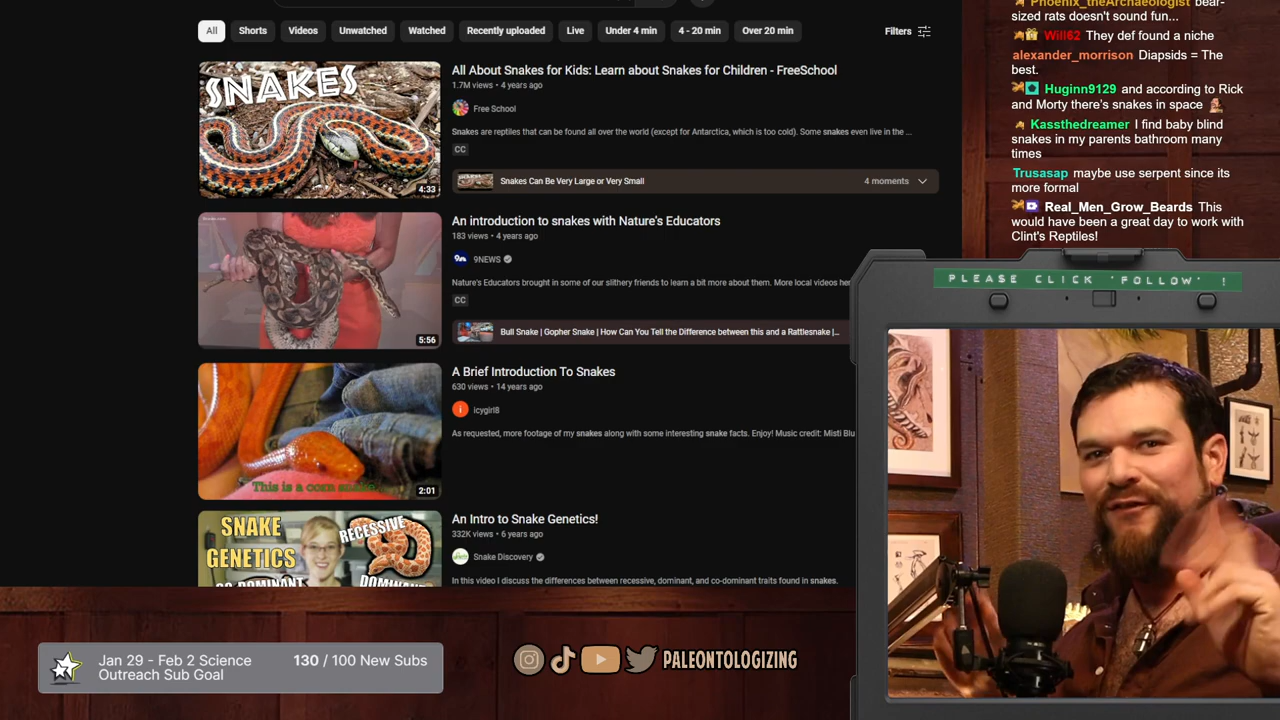 All
Shorts
Videos
Unwatched
Watched
Recently uploaded
Live
Under 4 min
4 - 20 min
Over 20 min
Filters
SNAKES
4:33
All About Snakes for Kids: Learn about Snakes for Children - FreeSchool
1.7M views • 4 years ago
Free School
Snakes are reptiles that can be found all over the world (except for Antarctica, which is too cold). Some snakes even live in the ...
CC
Snakes Can Be Very Large or Very Small
4 moments
5:56
An introduction to snakes with Nature's Educators
183 views • 4 years ago
9NEWS
Nature's Educators brought in some of our slithery friends to learn a bit more about them. More local videos her
CC
Bull Snake | Gopher Snake | How Can You Tell the Difference between this and a Rattlesnake |...
This is a corn snake
2:01
A Brief Introduction To Snakes
630 views • 14 years ago
icygirl8
As requested, more footage of my snakes along with some interesting snake facts. Enjoy! Music credit: Misti Blu
SNAKE
GENETICS
RECESSIVE
CO-DOMINANT
DOMINANT
An Intro to Snake Genetics!
332K views • 6 years ago
Snake Discovery
In this video I discuss the differences between recessive, dominant, and co-dominant traits found in snakes.
Phoenix_theArchaeologist bear-
sized rats doesn't sound fun...
Will62 They def found a niche
alexander_morrison Diapsids = The
best.
Huginn9129 and according to Rick
and Morty there's snakes in space
Kassthedreamer I find baby blind
snakes in my parents bathroom many
times
Trusasap maybe use serpent since its
more formal
Real_Men_Grow_Beards This
would have been a great day to work with
Clint's Reptiles!
PLEASE CLICK 'FOLLOW' !
Jan 29 - Feb 2 Science
Outreach Sub Goal
130 / 100 New Subs
PALEONTOLOGIZING